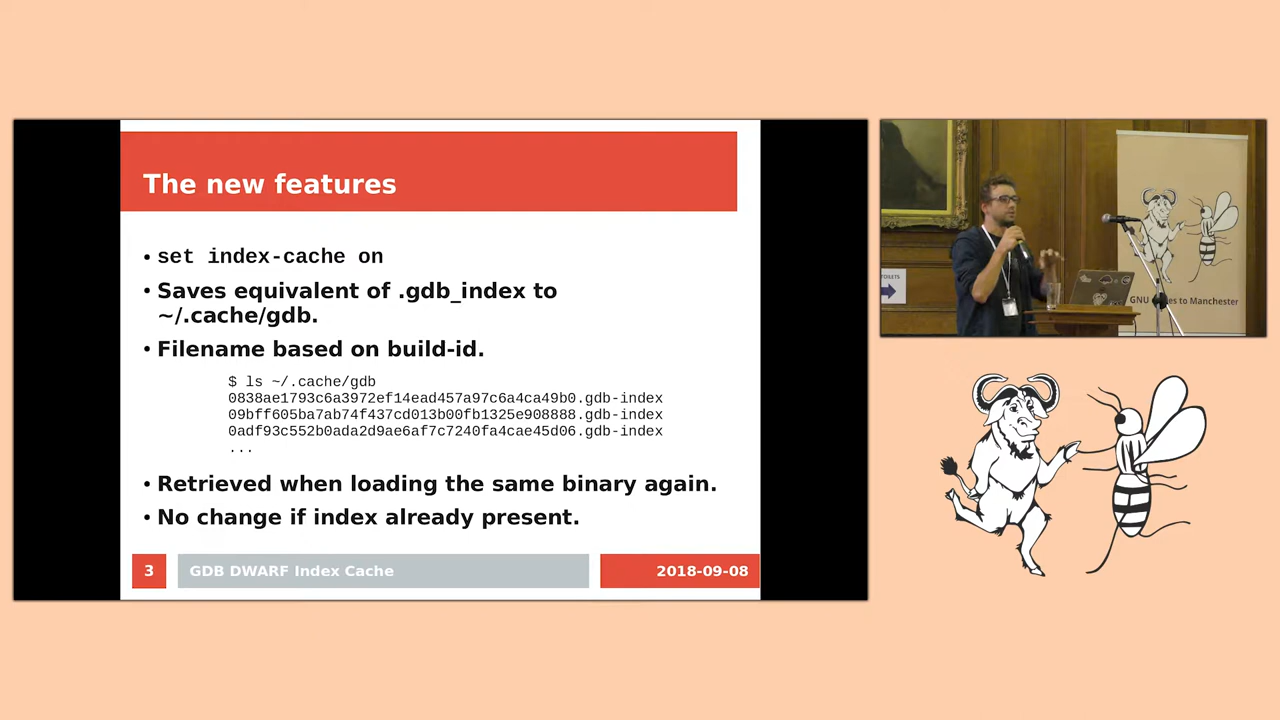 The new features
• set index-cache on
• Saves equivalent of .gdb_index to
~/.cache/gdb.
• Filename based on build-id.
$ ls ~/.cache/gdb
0838ae1793cca3972ef14ead457a97c6a4ca49b0.gdb-index
09bff605ba7ab74f437cd013b00fb1325e908888.gdb-index
0adf93c552b0ada2d9ae6af7c7240fa4cae45d06.gdb-index
...
• Retrieved when loading the same binary again.
• No change if index already present.
3
GDB DWARF Index Cache
2018-09-08
TOILETS
to Manchester